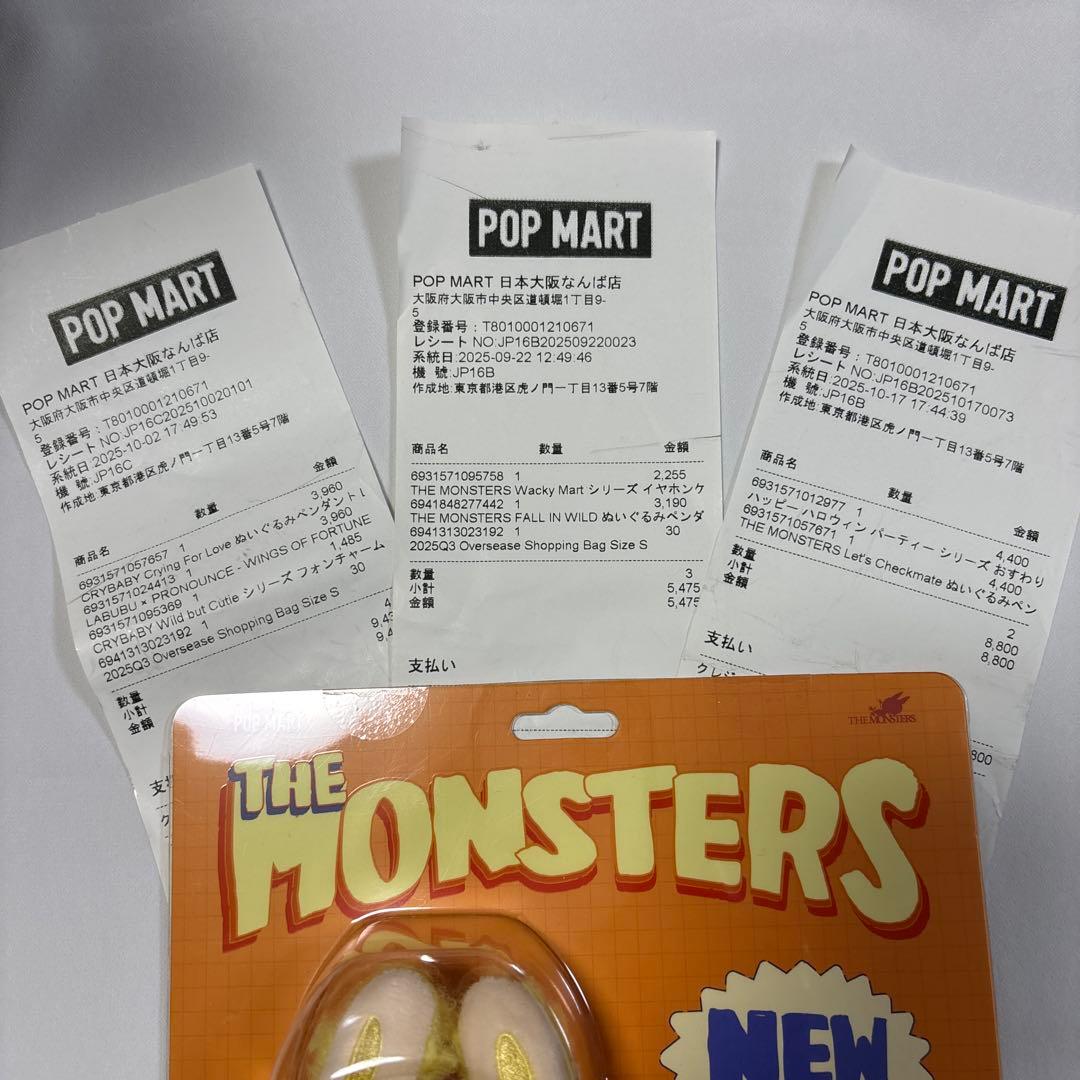 POP MART
POP MART 日本大阪なんば店
大阪府大阪市中央区道頓堀1丁目9-
5
登録番号：T8010001210671
レシート NO:JP16C202510020101
系統日:2025-10-02 17:49:53
機 號:JP16C
作成地:東京都港区虎ノ門一丁目13番5号7階
商品名 数量 金額
6931571057657 1 3,960
CRYBABY Crying For Love ぬいぐるみペンダントし
6931571024413 1 3,960
LABUBU × PRONOUNCE - WINGS OF FORTUNE
6931571095369 1 1,485
CRYBABY Wild but Cutie シリーズ フォンチャーム
6941313023192 1 30
2025Q3 Oversease Shopping Bag Size S
数量 4
小計 9,43
金額 9,4
支
ク
POP MART
POP MART 日本大阪なんば店
大阪府大阪市中央区道頓堀1丁目9-
5
登録番号：T8010001210671
レシート NO:JP16B202509220023
系統日:2025-09-22 12:49:46
機 號:JP16B
作成地:東京都港区虎ノ門一丁目13番5号7階
商品名 数量 金額
6931571095758 1 2,255
THE MONSTERS Wacky Mart シリーズ イヤホンケ
6941848277442 1 3,190
THE MONSTERS FALL IN WILD ぬいぐるみペンダ
6941313023192 1 30
2025Q3 Oversease Shopping Bag Size S
数量 3
小計 5,475
金額 5,475
支払い
POP MART
POP MART 日本大阪なんば店
大阪府大阪市中央区道頓堀1丁目9-
5
登録番号：T8010001210671
レシート NO:JP16B202510170073
系統日:2025-10-17 17:44:39
機 號:JP16B
作成地:東京都港区虎ノ門一丁目13番5号7階
商品名 数量 金額
6931571012977 1 4,400
ハッピー ハロウィン パーティー シリーズ おすわり
6931571057671 1 4,400
THE MONSTERS Let's Checkmate ぬいぐるみペン
数量 2
小計 8,800
金額 8,800
支払い
クレジ
800
POP MART
THE MONSTERS
THE MONSTERS
NEW